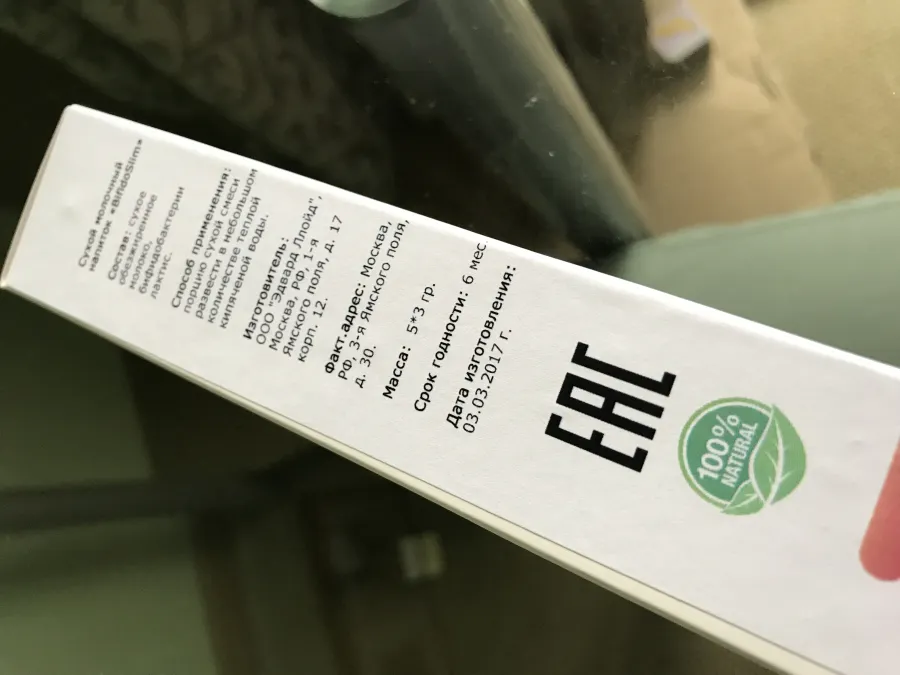 Сухой молочный
напиток «BifidoSlim»
Состав: сухое
обезжиренное
молоко,
бифидобактерии
лактис.
Способ применения:
порцию сухой смеси
развести в небольшом
количестве теплой
кипяченой воды.
Изготовитель:
ООО "Эдвард Ллойд",
Москва, РФ, 1-я
Ямского поля, д. 17
корп. 12.
Факт.адрес: Москва,
РФ, 3-я Ямского поля,
д. 30.
Масса: 5*3 гр.
Срок годности: 6 мес.
Дата изготовления:
03.03.2017 г.
EAC
100%
NATURAL